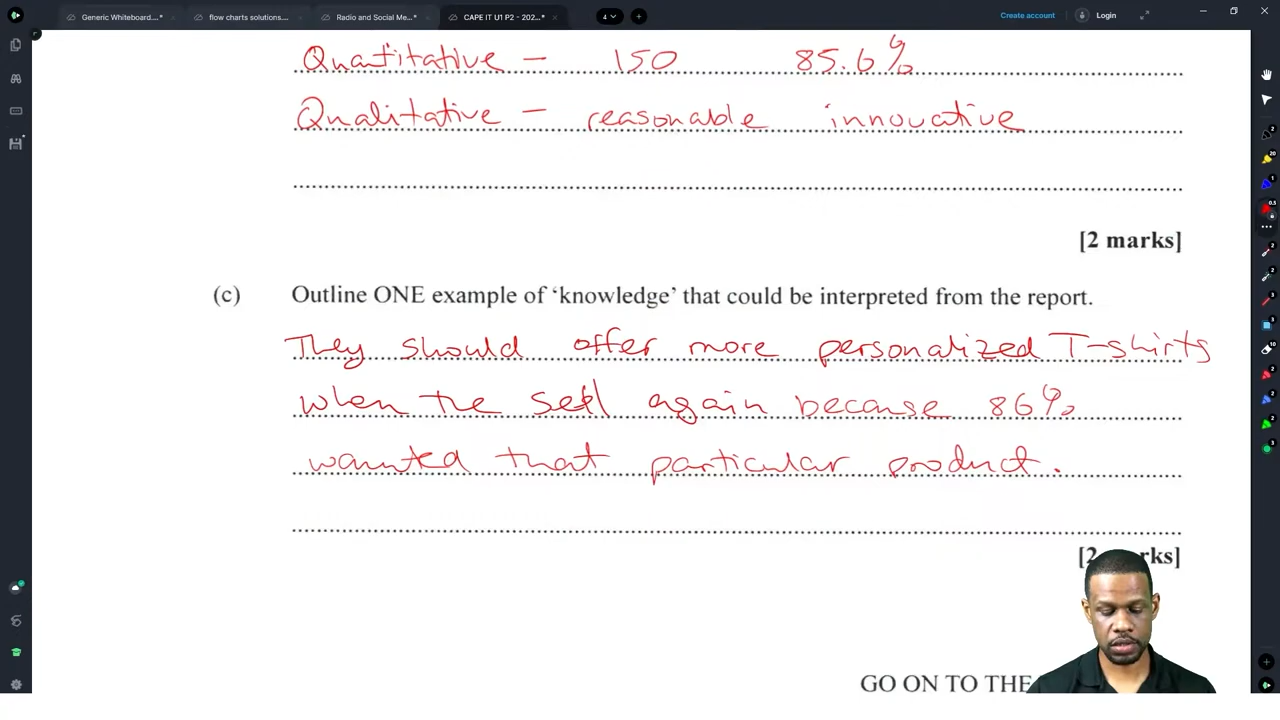 Generic Whiteboard....*
flow charts solutions....
Radio and Social Me...*
CAPE IT U1 P2 - 202...*
4
Create account
Login
Quantitative – 150 85.6%
Qualitative – reasonable innovative
[2 marks]
(c) Outline ONE example of ‘knowledge’ that could be interpreted from the report.
They should offer more personalized T-shirts
when the sell again because 86%
wanted that particular product.
GO ON TO THE